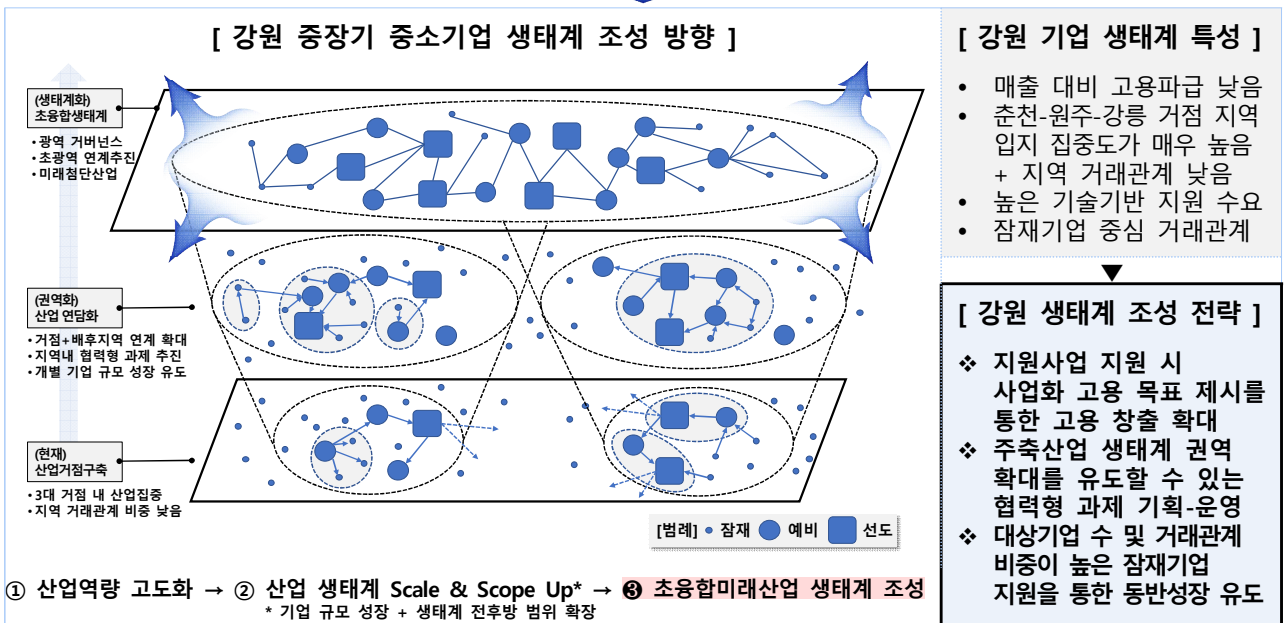 [ 강원 중장기 중소기업 생태계 조성 방향 ]
(생태계화)
초융합생태계
• 광역 거버넌스
• 초광역 연계추진
• 미래첨단산업
(권역화)
산업 연담화
• 거점+배후지역 연계 확대
• 지역내 협력형 과제 추진
• 개별 기업 규모 성장 유도
(현재)
산업거점구축
• 3대 거점 내 산업집중
• 지역 거래관계 비중 낮음
[범례] 잠재 예비 선도
① 산업역량 고도화 → ② 산업 생태계 Scale & Scope Up* → ❸ 초융합미래산업 생태계 조성
* 기업 규모 성장 + 생태계 전후방 범위 확장
[ 강원 기업 생태계 특성 ]
• 매출 대비 고용파급 낮음
• 춘천-원주-강릉 거점 지역
입지 집중도가 매우 높음
+ 지역 거래관계 낮음
• 높은 기술기반 지원 수요
• 잠재기업 중심 거래관계
[ 강원 생태계 조성 전략 ]
❖ 지원사업 지원 시
사업화 고용 목표 제시를
통한 고용 창출 확대
❖ 주축산업 생태계 권역
확대를 유도할 수 있는
협력형 과제 기획-운영
❖ 대상기업 수 및 거래관계
비중이 높은 잠재기업
지원을 통한 동반성장 유도